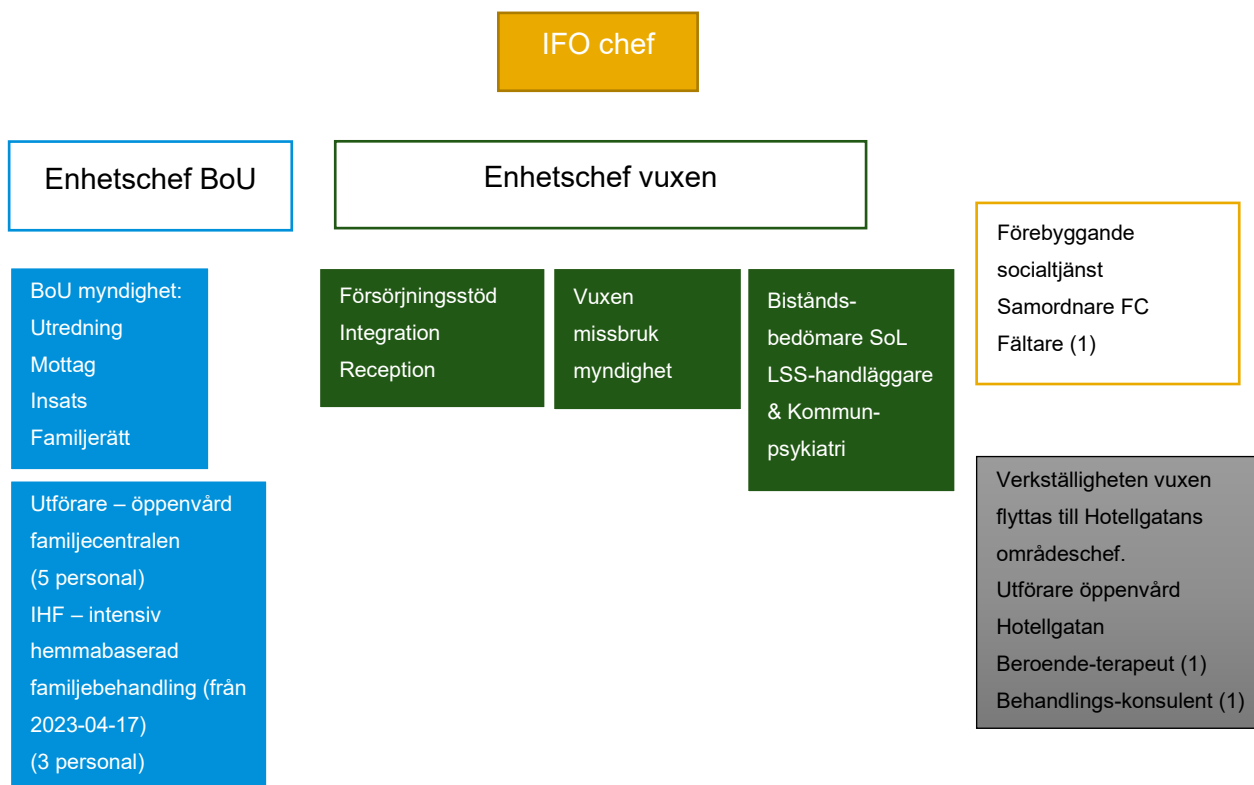 IFO chef
Enhetschef BoU
Enhetschef vuxen
Förebyggande
socialtjänst
Samordnare FC
Fältare (1)
BoU myndighet:
Utredning
Mottag
Insats
Familjerätt
Försörjningsstöd
Integration
Reception
Vuxen
missbruk
myndighet
Bistånds-
bedömare SoL
LSS-handläggare
& Kommun-
psykiatri
Utförare – öppenvård
familjecentralen
(5 personal)
IHF – intensiv
hemmabaserad
familjebehandling (från
2023-04-17)
(3 personal)
Verkställigheten vuxen
flyttas till Hotellgatans
områdeschef.
Utförare öppenvård
Hotellgatan
Beroende-terapeut (1)
Behandlings-konsulent (1)